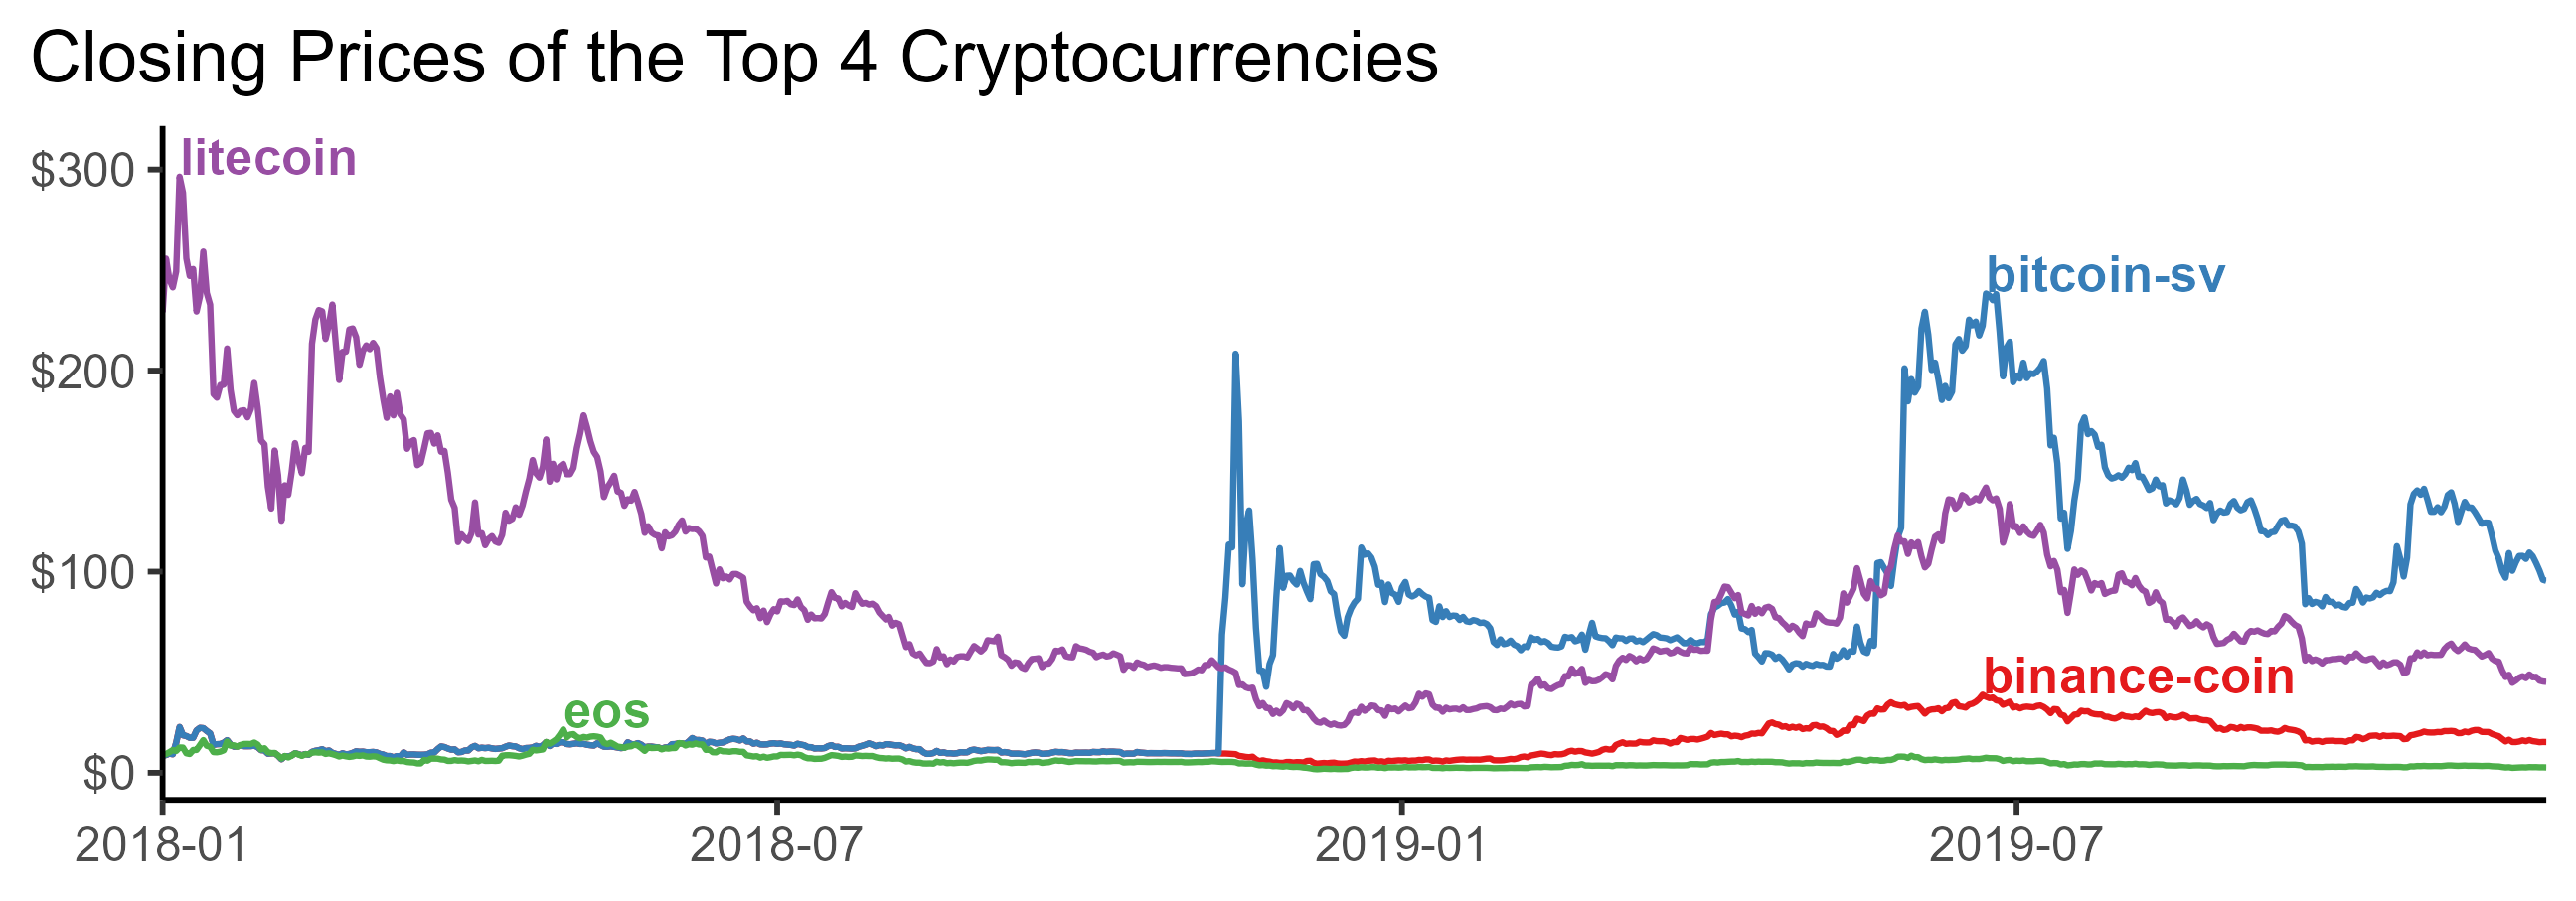 Closing Prices of the Top 4 Cryptocurrencies
$300
litecoin
bitcoin-sv
$200
$100
binance-coin
eos
$0
2018-01 2018-07 2019-01 2019-07